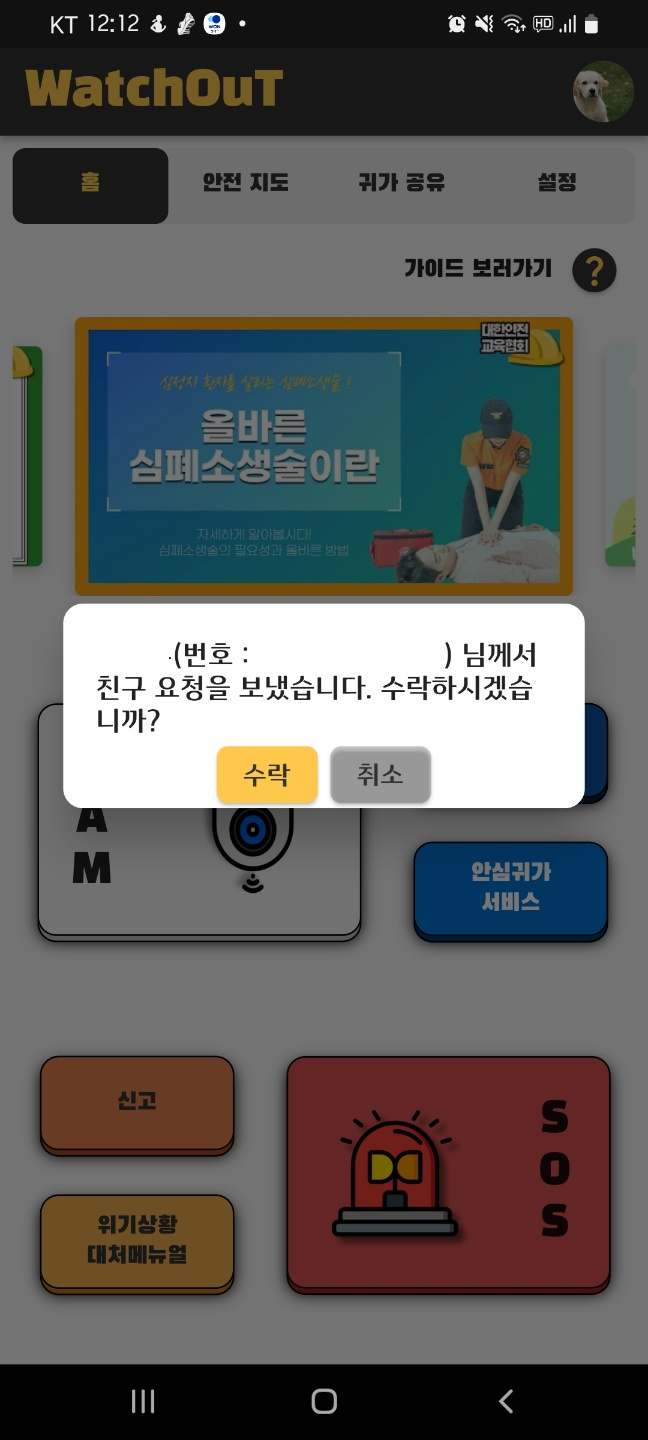 KT 12:12
HD
WatchOuT
홈
안전 지도
귀가 공유
설정
가이드 보러가기
?
대한안전
교육협회
심정지 환자를 살리는 심폐소생술 !
올바른
심폐소생술이란
자세하게 알아봅시다!
심폐소생술의 필요성과 올바른 방법
(번호 : ) 님께서
친구 요청을 보냈습니다. 수락하시겠습
니까?
수락
취소
A
M
안심귀가
서비스
신고
S
O
S
위기상황
대처메뉴얼